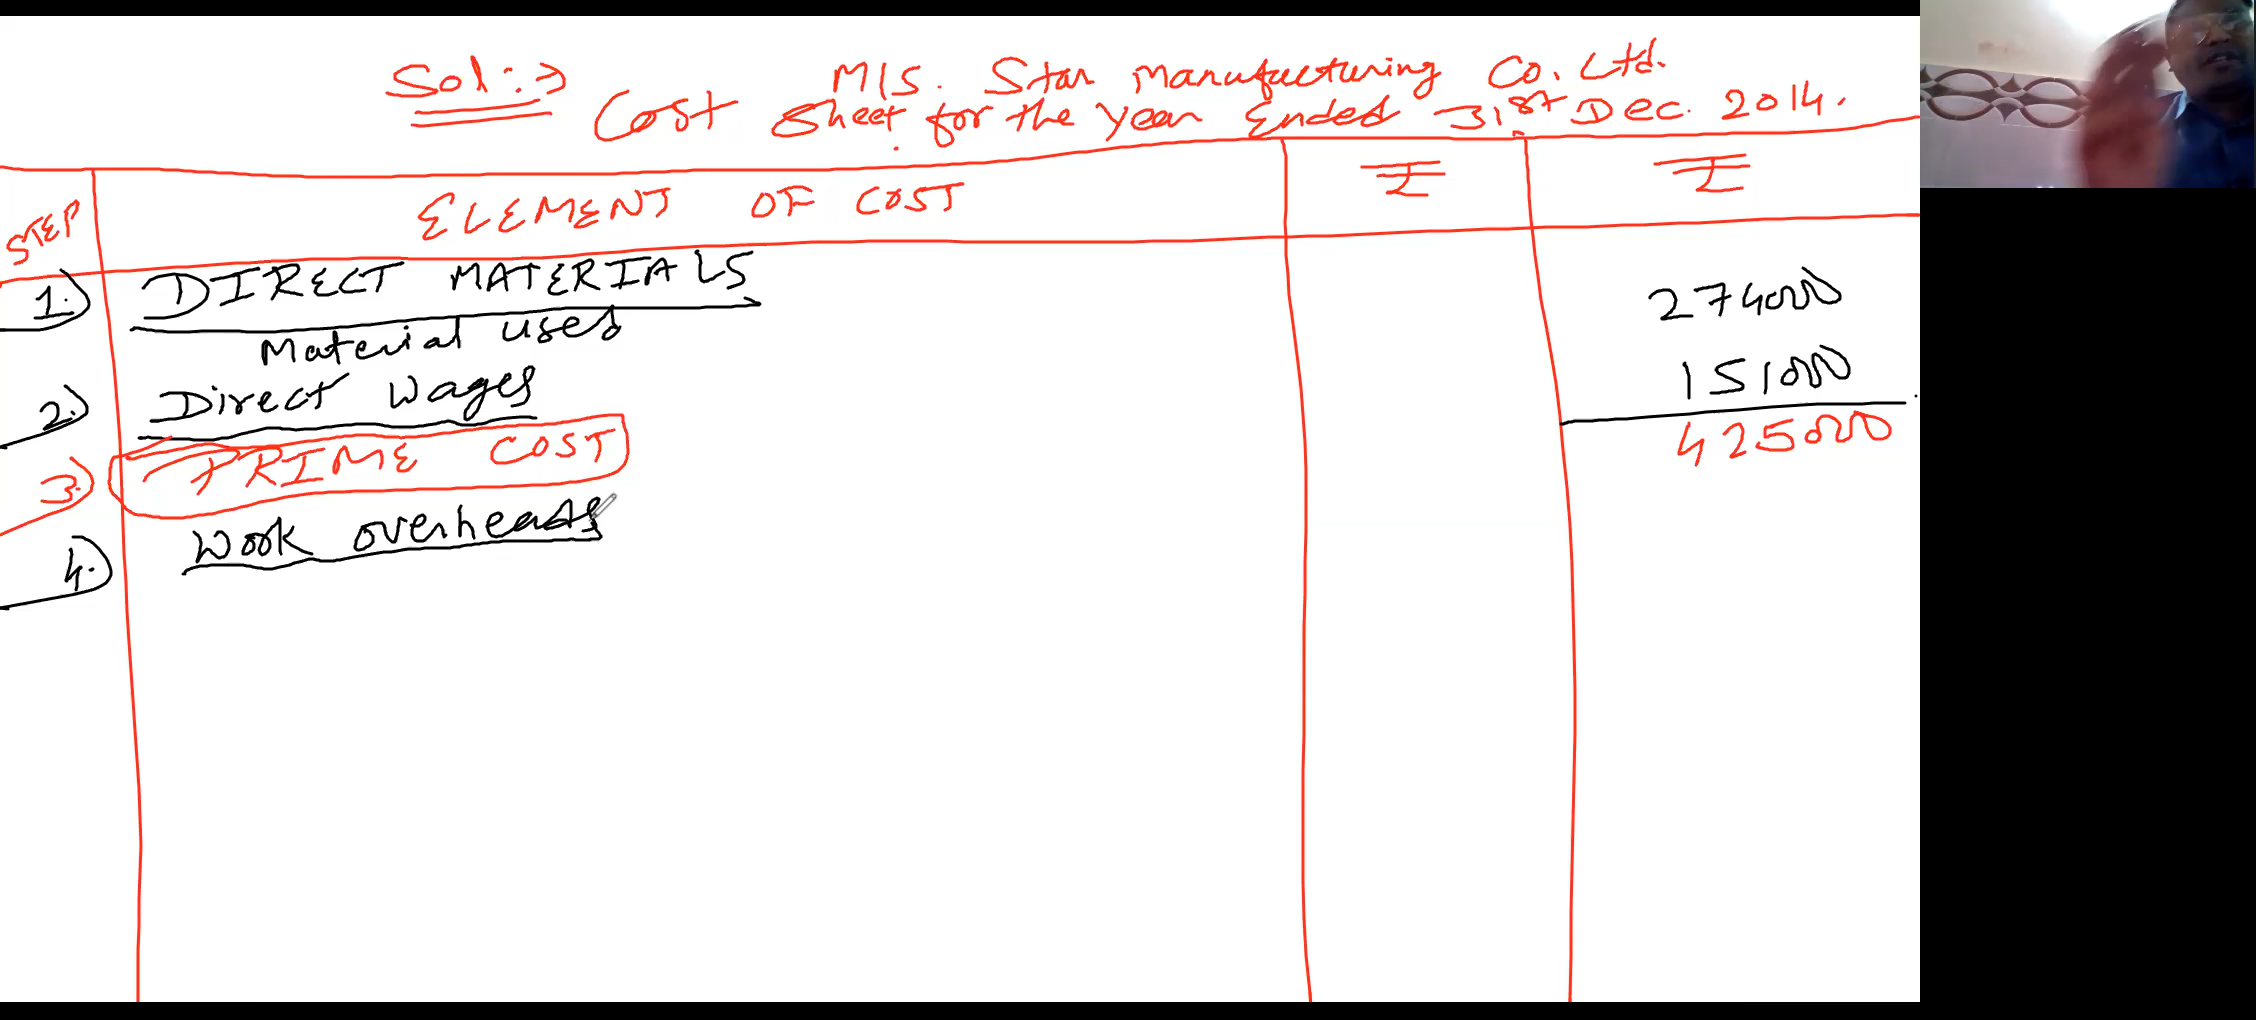 Sol:→ M/S. Star Manufacturing Co. Ltd.
Cost Sheet for the Year Ended 31st Dec. 2014.
STEP ELEMENT OF COST ₹ ₹
1.) DIRECT MATERIALS
Material used 274000
2.) Direct Wages 151000
3.) PRIME COST 425000
4.) Work overheads